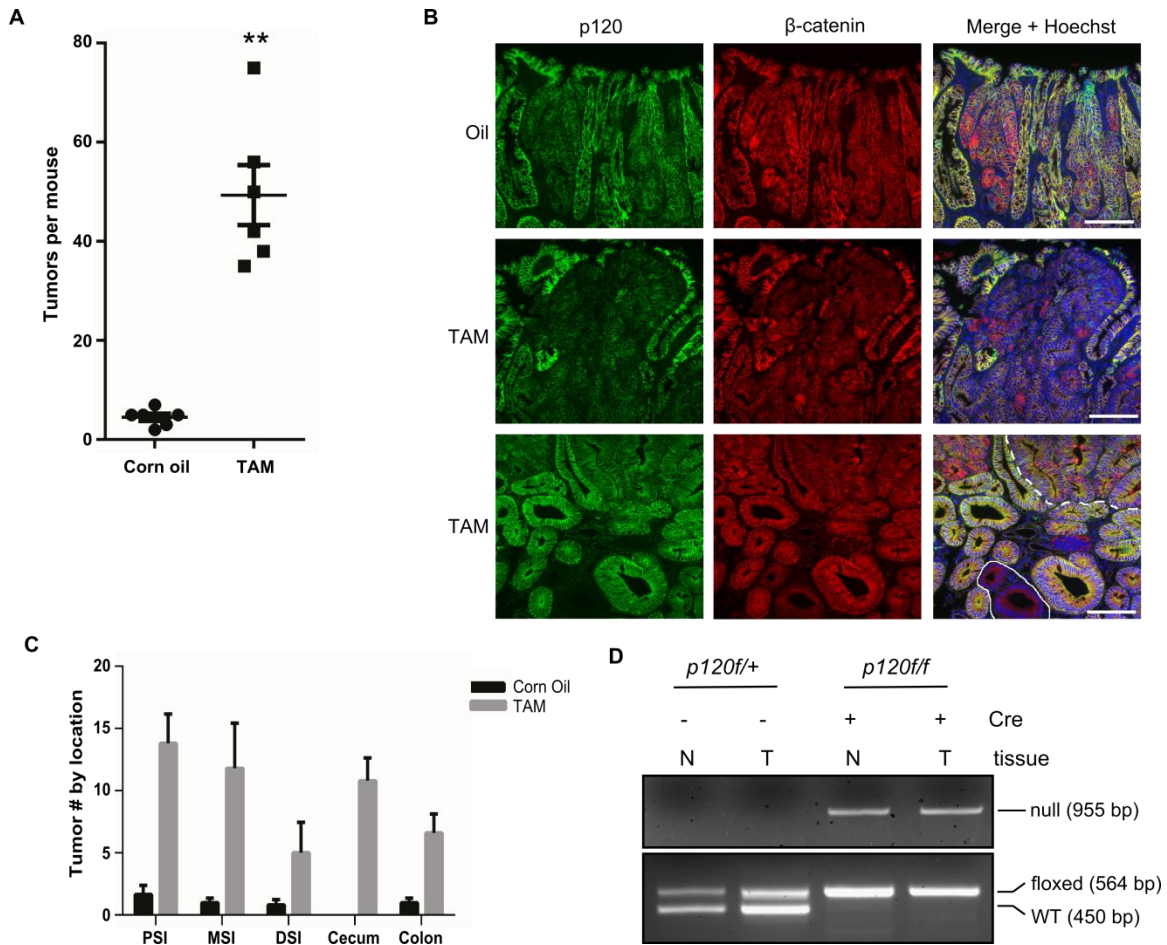 A
80
60
40
20
0
Tumors per mouse
**
Corn oil TAM
B
p120 β-catenin Merge + Hoechst
Oil
TAM
TAM
C
20
15
10
5
0
Tumor # by location
Corn Oil
TAM
PSI MSI DSI Cecum Colon
D
p120f/+ p120f/f
- - + + Cre
N T N T tissue
null (955 bp)
floxed (564 bp)
WT (450 bp)